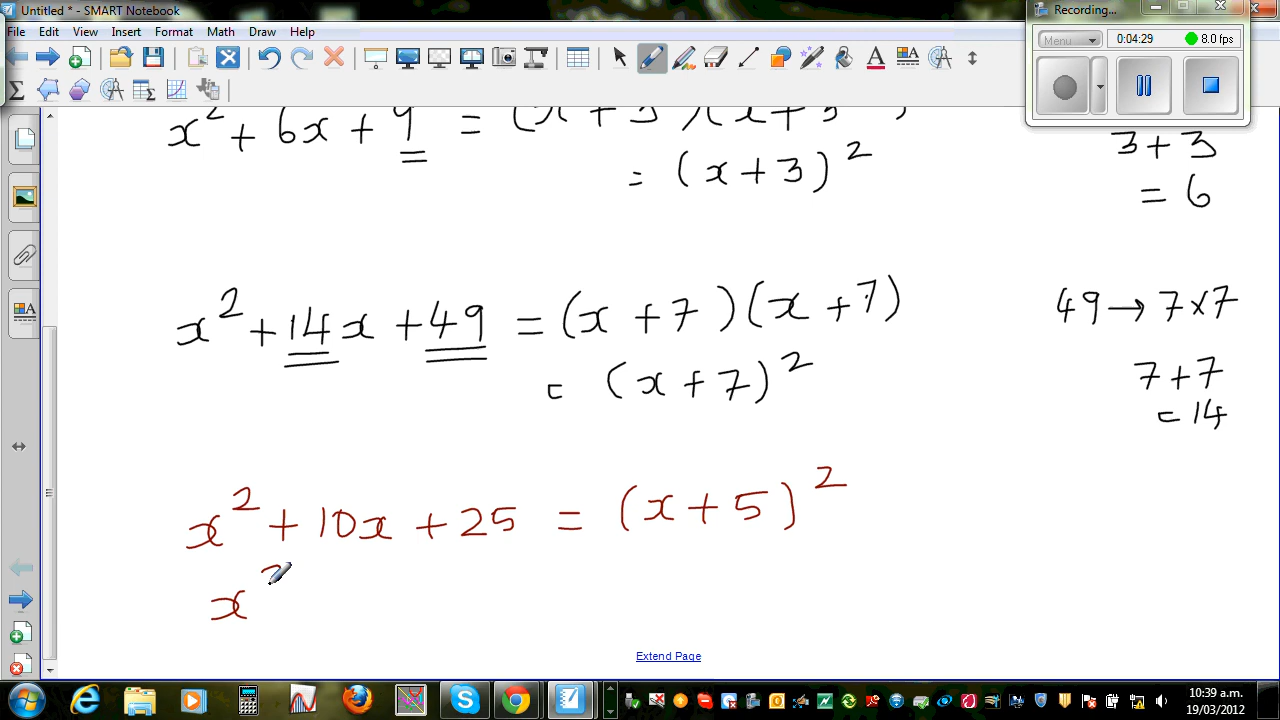 Untitled * - SMART Notebook
File Edit View Insert Format Math Draw Help
Recording...
Menu
0:04:29
8.0 fps
x² + 6x + 9 = (x + 3)(x + 3
3 + 3
= (x + 3)²
= 6
x² + 14x + 49 = (x + 7)(x + 7)
49 → 7 x 7
= (x + 7)²
7 + 7
= 14
x² + 10x + 25 = (x + 5)²
x
Extend Page
10:39 a.m.
19/03/2012